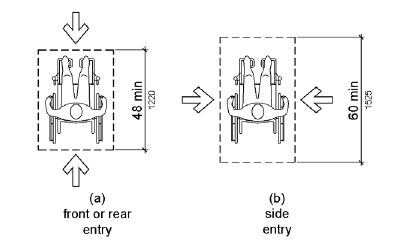 48 min
1220
60 min
1525
(a)
front or rear
entry
(b)
side
entry